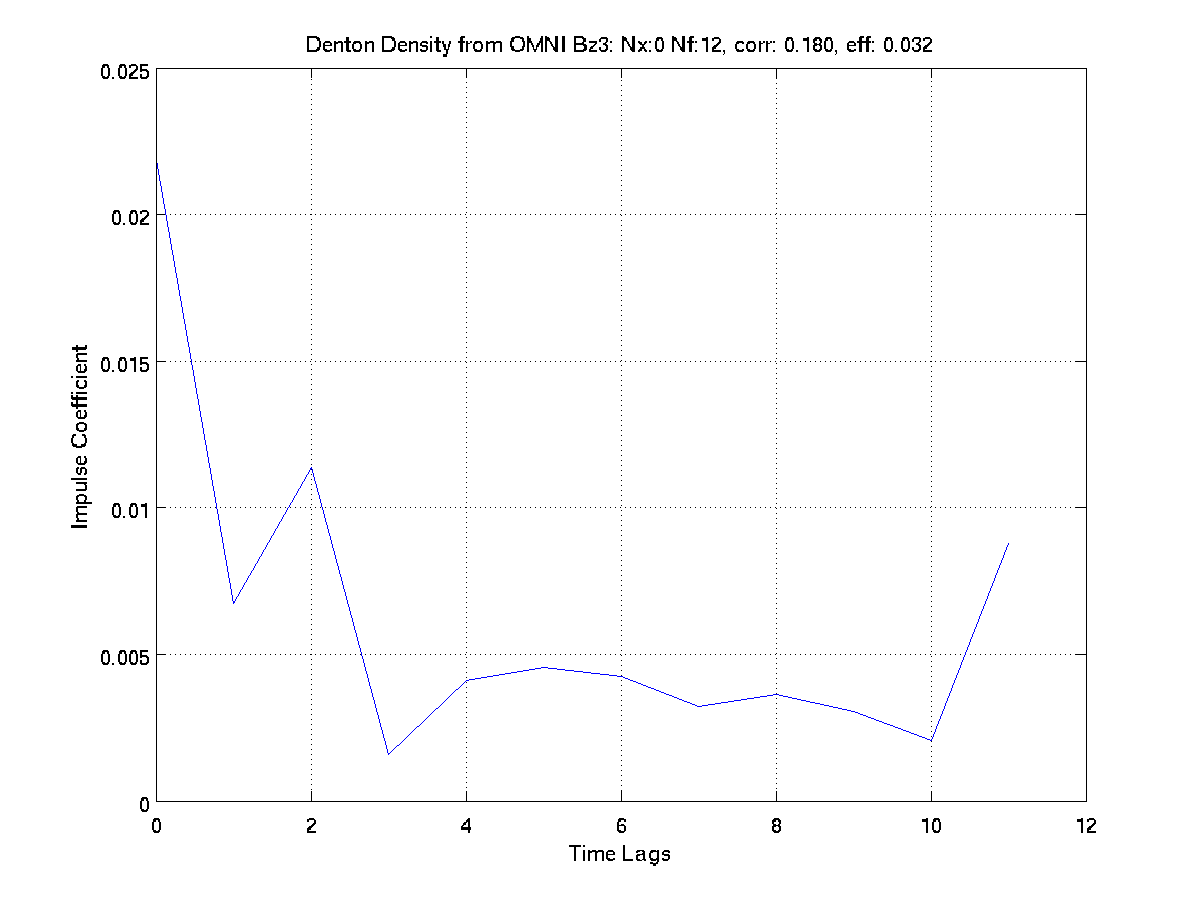 Denton Density from OMNI Bz3: Nx:0 Nf:12, corr: 0.180, eff: 0.032
0.025
0.02
0.015
0.01
0.005
0
Impulse Coefficient
0 2 4 6 8 10 12
Time Lags